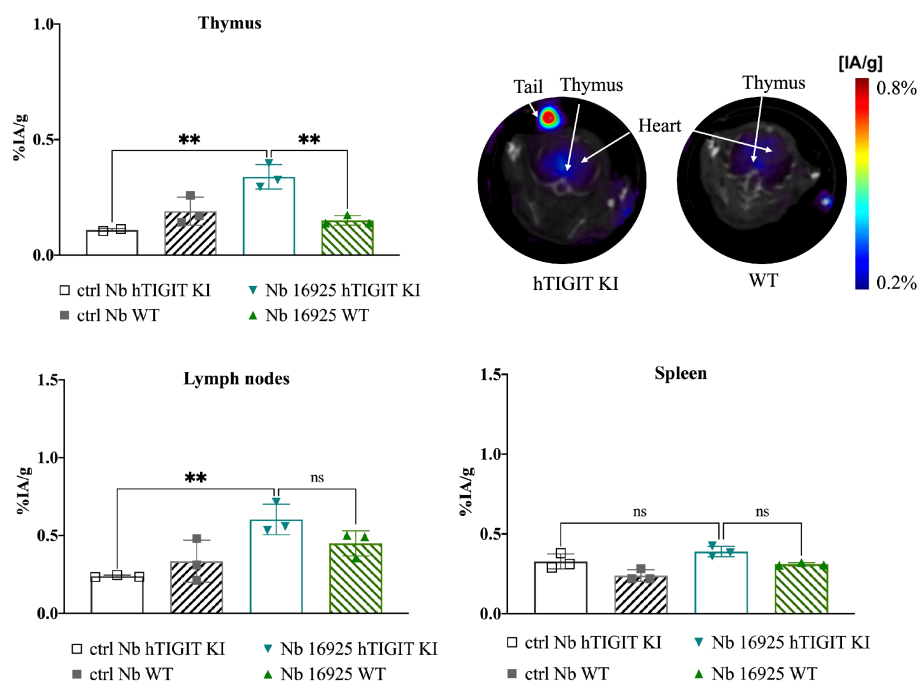 Thymus
1.0
0.5
0.0
%IA/g
**
**
ctrl Nb hTIGIT KI
Nb 16925 hTIGIT KI
ctrl Nb WT
Nb 16925 WT
[IA/g]
Tail
Thymus
Thymus
0.8%
Heart
0.2%
hTIGIT KI
WT
Lymph nodes
1.5
1.0
0.5
0.0
%IA/g
**
ns
ctrl Nb hTIGIT KI
Nb 16925 hTIGIT KI
ctrl Nb WT
Nb 16925 WT
Spleen
1.5
1.0
0.5
0.0
%IA/g
ns
ns
ctrl Nb hTIGIT KI
Nb 16925 hTIGIT KI
ctrl Nb WT
Nb 16925 WT